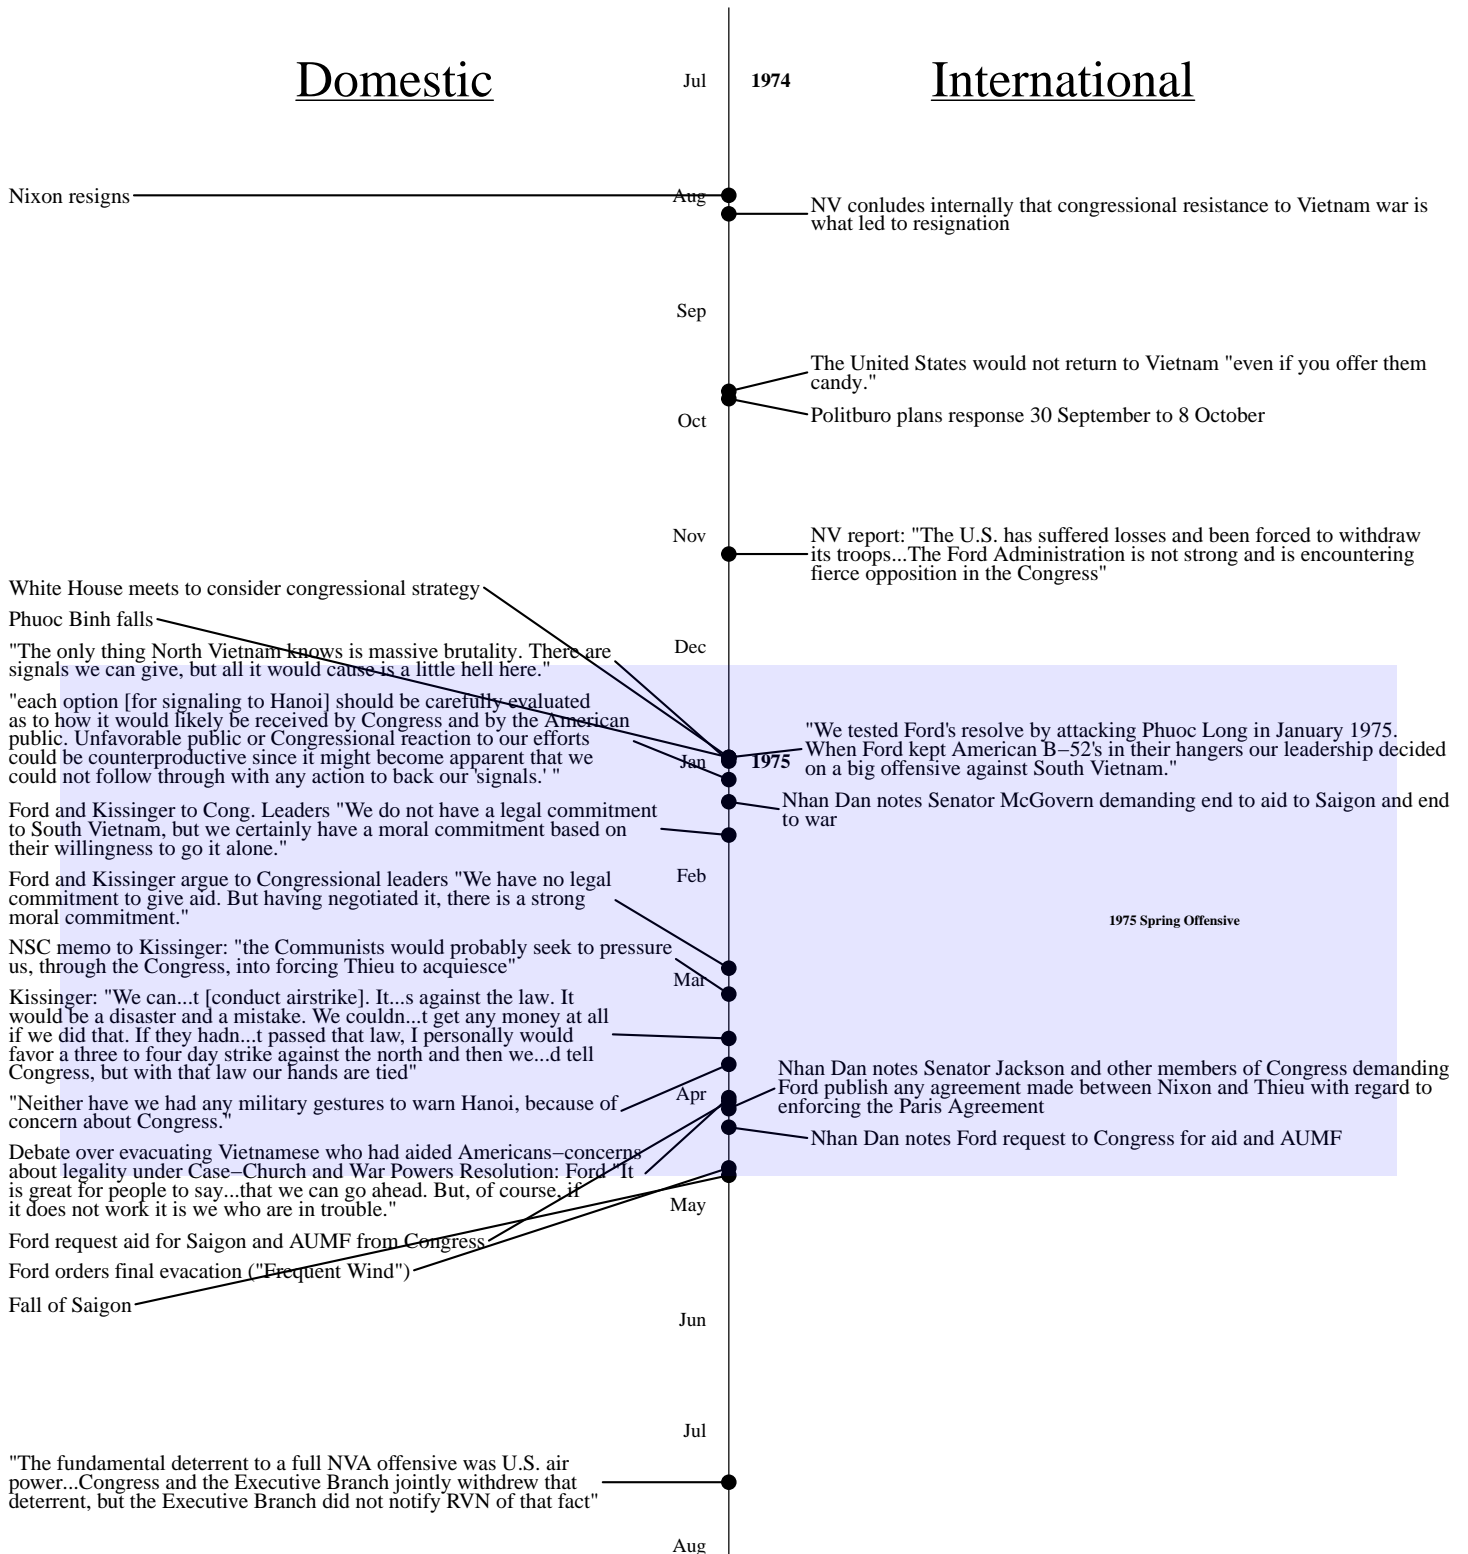 Domestic
Jul 1974
International
Nixon resigns
Aug
NV conludes internally that congressional resistance to Vietnam war is
what led to resignation
Sep
The United States would not return to Vietnam "even if you offer them
candy."
Politburo plans response 30 September to 8 October
Oct
Nov
NV report: "The U.S. has suffered losses and been forced to withdraw
its troops...The Ford Administration is not strong and is encountering
fierce opposition in the Congress"
White House meets to consider congressional strategy
Phuoc Binh falls
"The only thing North Vietnam knows is massive brutality. There are
signals we can give, but all it would cause is a little hell here."
Dec
"each option [for signaling to Hanoi] should be carefully evaluated
as to how it would likely be received by Congress and by the American
public. Unfavorable public or Congressional reaction to our efforts
could be counterproductive since it might become apparent that we
could not follow through with any action to back our 'signals.' "
Jan 1975
"We tested Ford's resolve by attacking Phuoc Long in January 1975.
When Ford kept American B−52's in their hangers our leadership decided
on a big offensive against South Vietnam."
Nhan Dan notes Senator McGovern demanding end to aid to Saigon and end
to war
Ford and Kissinger to Cong. Leaders "We do not have a legal commitment
to South Vietnam, but we certainly have a moral commitment based on
their willingness to go it alone."
Feb
Ford and Kissinger argue to Congressional leaders "We have no legal
commitment to give aid. But having negotiated it, there is a strong
moral commitment."
1975 Spring Offensive
NSC memo to Kissinger: "the Communists would probably seek to pressure
us, through the Congress, into forcing Thieu to acquiesce"
Mar
Kissinger: "We can...t [conduct airstrike]. It...s against the law. It
would be a disaster and a mistake. We couldn...t get any money at all
if we did that. If they hadn...t passed that law, I personally would
favor a three to four day strike against the north and then we...d tell
Congress, but with that law our hands are tied"
Nhan Dan notes Senator Jackson and other members of Congress demanding
Ford publish any agreement made between Nixon and Thieu with regard to
enforcing the Paris Agreement
"Neither have we had any military gestures to warn Hanoi, because of
concern about Congress."
Apr
Nhan Dan notes Ford request to Congress for aid and AUMF
Debate over evacuating Vietnamese who had aided Americans−concerns
about legality under Case−Church and War Powers Resolution: Ford "It
is great for people to say...that we can go ahead. But, of course, if
it does not work it is we who are in trouble."
May
Ford request aid for Saigon and AUMF from Congress
Ford orders final evacation ("Frequent Wind")
Fall of Saigon
Jun
Jul
"The fundamental deterrent to a full NVA offensive was U.S. air
power...Congress and the Executive Branch jointly withdrew that
deterrent, but the Executive Branch did not notify RVN of that fact"
Aug